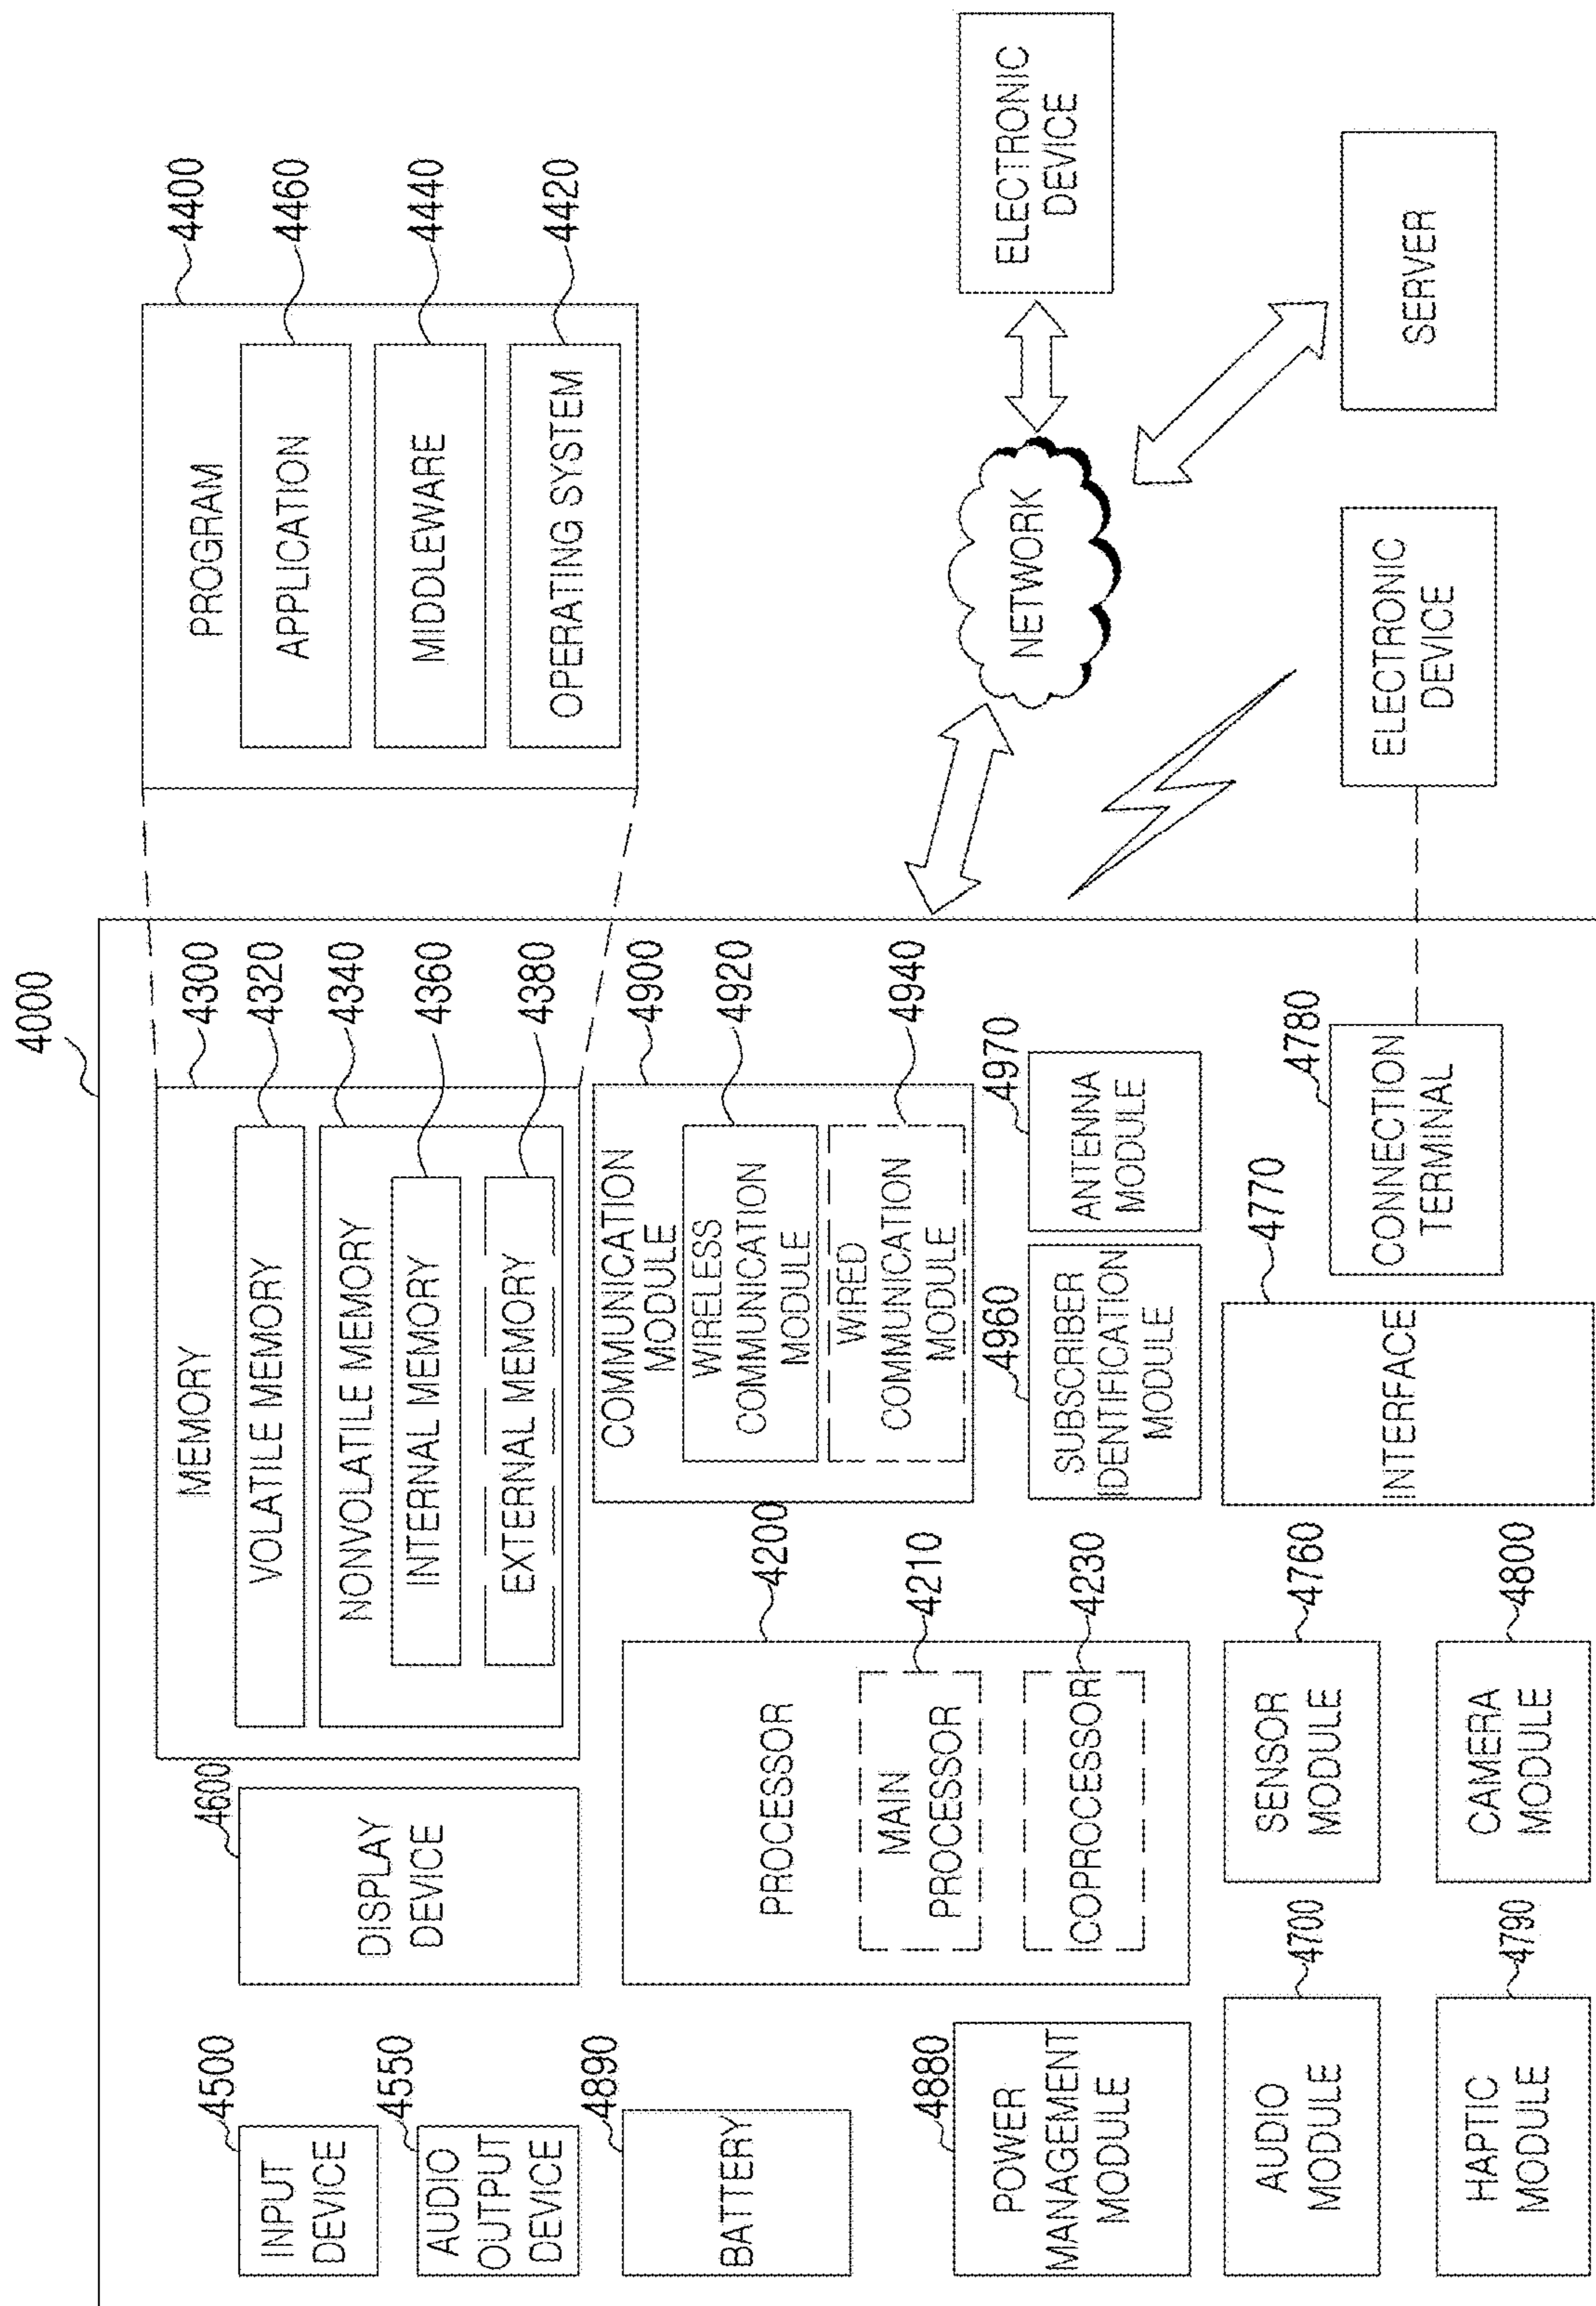 4000
INPUT
DEVICE
4500
AUDIO
OUTPUT
DEVICE
4550
BATTERY
4890
POWER
MANAGEMENT
MODULE
4880
AUDIO
MODULE
4700
HAPTIC
MODULE
4790
DISPLAY
DEVICE
4600
PROCESSOR
4200
MAIN
PROCESSOR
4210
COPROCESSOR
4230
SENSOR
MODULE
4760
CAMERA
MODULE
4800
MEMORY
4300
VOLATILE MEMORY
4320
NONVOLATILE MEMORY
4340
INTERNAL MEMORY
4360
EXTERNAL MEMORY
4380
COMMUNICATION
MODULE
4900
WIRELESS
COMMUNICATION
MODULE
4920
WIRED
COMMUNICATION
MODULE
4940
SUBSCRIBER
IDENTIFICATION
MODULE
4960
ANTENNA
MODULE
4970
INTERFACE
4770
CONNECTION
TERMINAL
4780
PROGRAM
4400
APPLICATION
4460
MIDDLEWARE
4440
OPERATING SYSTEM
4420
NETWORK
ELECTRONIC
DEVICE
ELECTRONIC
DEVICE
SERVER